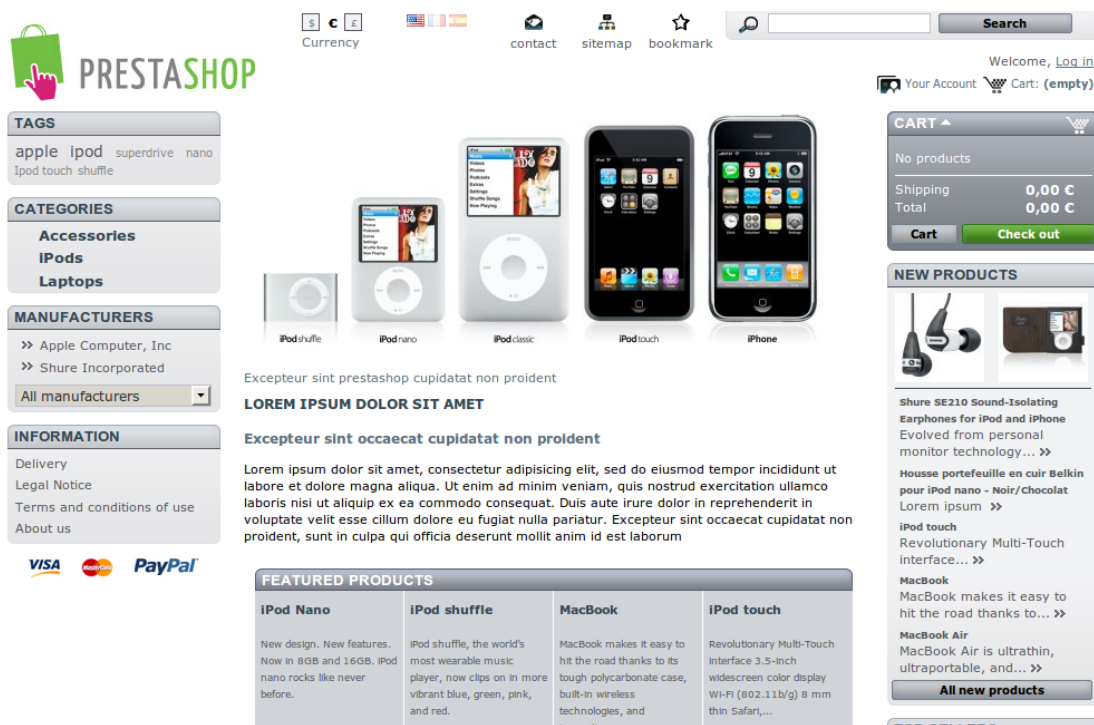 $ € £
Currency
contact
sitemap
bookmark
Search
PRESTASHOP
Welcome, Log in
Your Account Cart: (empty)
TAGS
apple ipod superdrive nano
Ipod touch shuffle
CATEGORIES
Accessories
iPods
Laptops
MANUFACTURERS
Apple Computer, Inc
Shure Incorporated
All manufacturers
INFORMATION
Delivery
Legal Notice
Terms and conditions of use
About us
VISA MasterCard PayPal
iPod shuffle
iPod nano
iPod classic
iPod touch
iPhone
Excepteur sint prestashop cupidatat non proident
LOREM IPSUM DOLOR SIT AMET
Excepteur sint occaecat cupidatat non proident
Lorem ipsum dolor sit amet, consectetur adipisicing elit, sed do eiusmod tempor incididunt ut
labore et dolore magna aliqua. Ut enim ad minim veniam, quis nostrud exercitation ullamco
laboris nisi ut aliquip ex ea commodo consequat. Duis aute irure dolor in reprehenderit in
voluptate velit esse cillum dolore eu fugiat nulla pariatur. Excepteur sint occaecat cupidatat non
proident, sunt in culpa qui officia deserunt mollit anim id est laborum
FEATURED PRODUCTS
iPod Nano
New design. New features.
Now in 8GB and 16GB. iPod
nano rocks like never
before.
iPod shuffle
iPod shuffle, the world's
most wearable music
player, now clips on in more
vibrant blue, green, pink,
and red.
MacBook
MacBook makes it easy to
hit the road thanks to its
tough polycarbonate case,
built-in wireless
technologies, and
iPod touch
Revolutionary Multi-Touch
interface 3.5-inch
widescreen color display
Wi-Fi (802.11b/g) 8 mm
thin Safari,...
CART
No products
Shipping 0,00 €
Total 0,00 €
Cart Check out
NEW PRODUCTS
Shure SE210 Sound-Isolating
Earphones for iPod and iPhone
Evolved from personal
monitor technology...
Housse portefeuille en cuir Belkin
pour iPod nano - Noir/Chocolat
Lorem ipsum
iPod touch
Revolutionary Multi-Touch
interface...
MacBook
MacBook makes it easy to
hit the road thanks to...
MacBook Air
MacBook Air is ultrathin,
ultraportable, and...
All new products